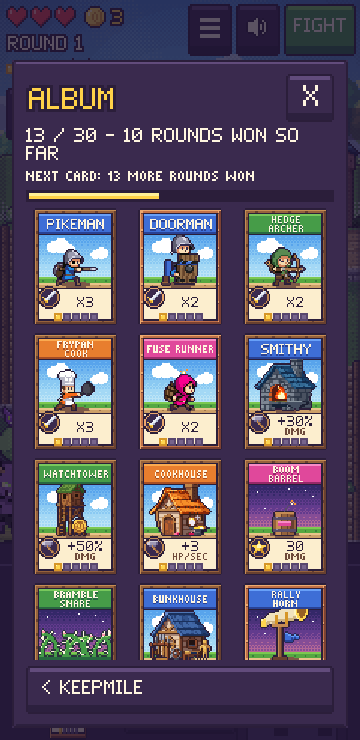 3
ROUND 1
FIGHT
ALBUM
X
13 / 30 - 10 ROUNDS WON SO
FAR
NEXT CARD: 13 MORE ROUNDS WON
PIKEMAN
X3
DOORMAN
X2
HEDGE
ARCHER
X2
FRYPAN
COOK
X3
FUSE RUNNER
X2
SMITHY
+30%
DMG
WATCHTOWER
+50%
DMG
COOKHOUSE
+3
HP/SEC
BOOM
BARREL
30
DMG
BRAMBLE
SNARE
BUNKHOUSE
RALLY
HORN
< KEEPMILE